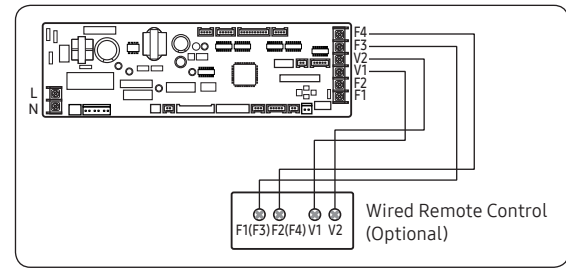 F4
F3
V2
V1
F2
F1
L
N
F1(F3) F2(F4) V1 V2
Wired Remote Control
(Optional)